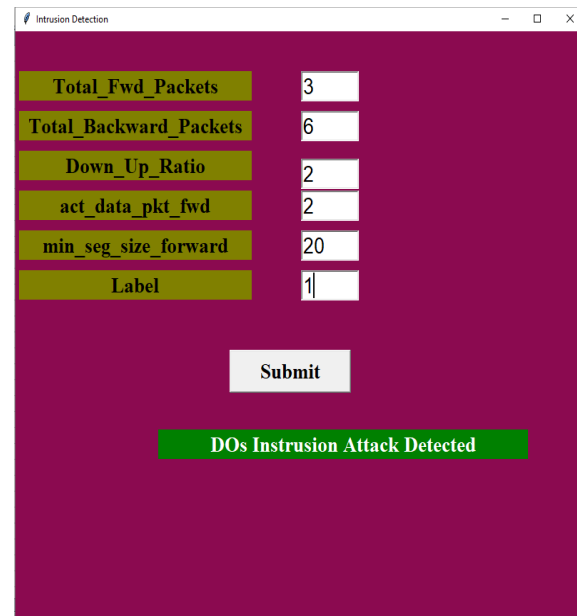 Intrusion Detection
Total_Fwd_Packets 3
Total_Backward_Packets 6
Down_Up_Ratio 2
act_data_pkt_fwd 2
min_seg_size_forward 20
Label 1
Submit
DOs Instrusion Attack Detected